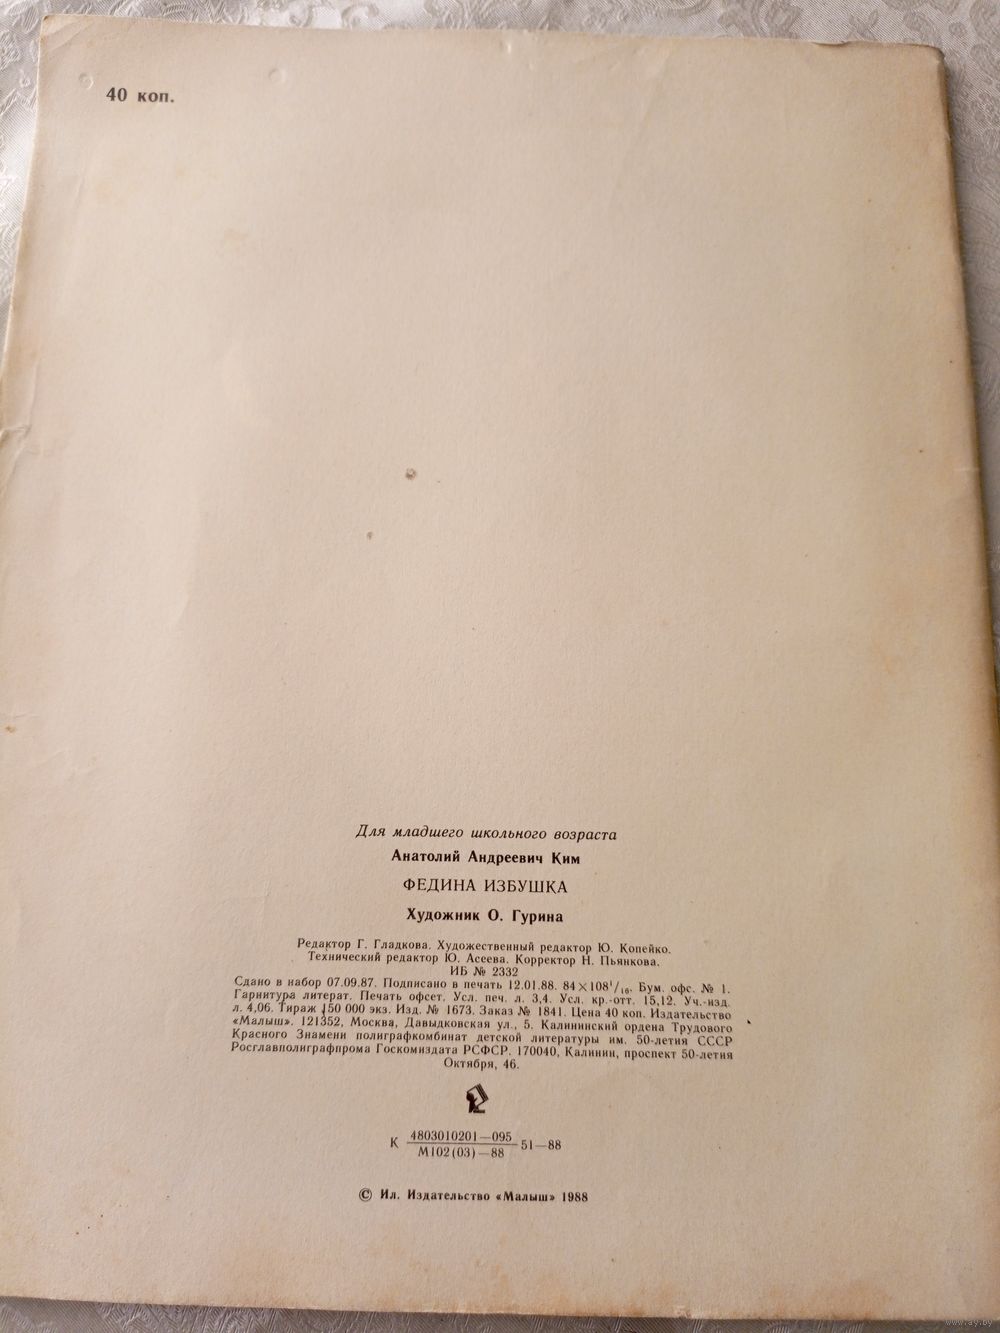 40 коп.
Для младшего школьного возраста
Анатолий Андреевич Ким
ФЕДИНА ИЗБУШКА
Художник О. Гурина
Редактор Г. Гладкова. Художественный редактор Ю. Копейко.
Технический редактор Ю. Асеева. Корректор Н. Пьянкова.
ИБ № 2332
Сдано в набор 07.09.87. Подписано в печать 12.01.88. 84×108¹/₁₆. Бум. офс. № 1.
Гарнитура литерат. Печать офсет. Усл. печ. л. 3,4. Усл. кр.-отт. 15,12. Уч.-изд.
л. 4,06. Тираж 150 000 экз. Изд. № 1673. Заказ № 1841. Цена 40 коп. Издательство
«Малыш». 121352, Москва, Давыдковская ул., 5. Калининский ордена Трудового
Красного Знамени полиграфкомбинат детской литературы им. 50-летия СССР
Росглавполиграфпрома Госкомиздата РСФСР. 170040, Калинин, проспект 50-летия
Октября, 46.
К 4803010201—095 51—88
М102(03)—88
© Ил. Издательство «Малыш» 1988
www.ay.by